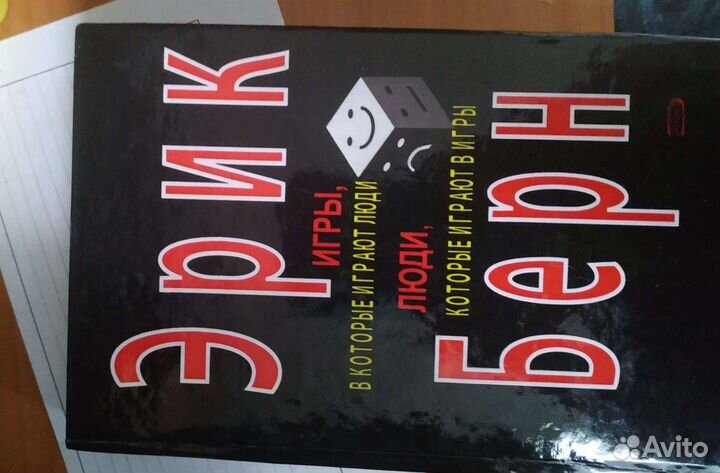 Эрик
ИГРЫ,
В КОТОРЫЕ ИГРАЮТ ЛЮДИ
ЛЮДИ,
КОТОРЫЕ ИГРАЮТ В ИГРЫ
Берн
Avito